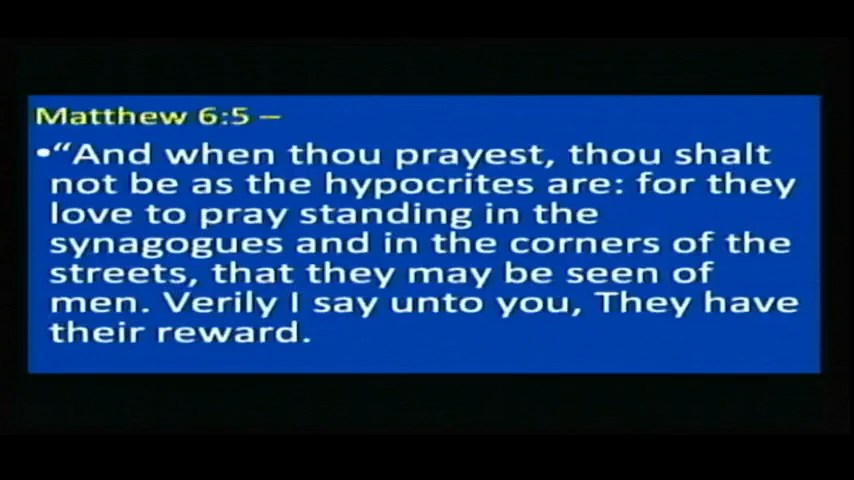 Matthew 6:5 –
•“And when thou prayest, thou shalt
not be as the hypocrites are: for they
love to pray standing in the
synagogues and in the corners of the
streets, that they may be seen of
men. Verily I say unto you, They have
their reward.